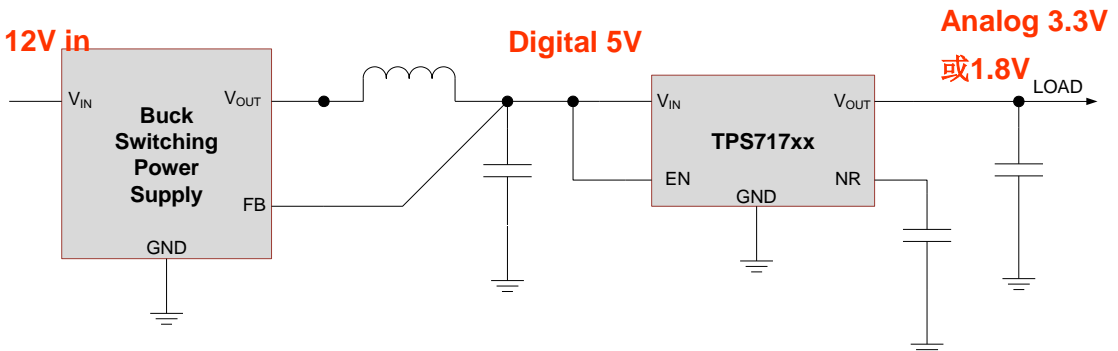 12V in
Digital 5V
Analog 3.3V
或1.8V
VIN
VOUT
Buck
Switching
Power
Supply
FB
GND
VIN
VOUT
LOAD
TPS717xx
EN
NR
GND